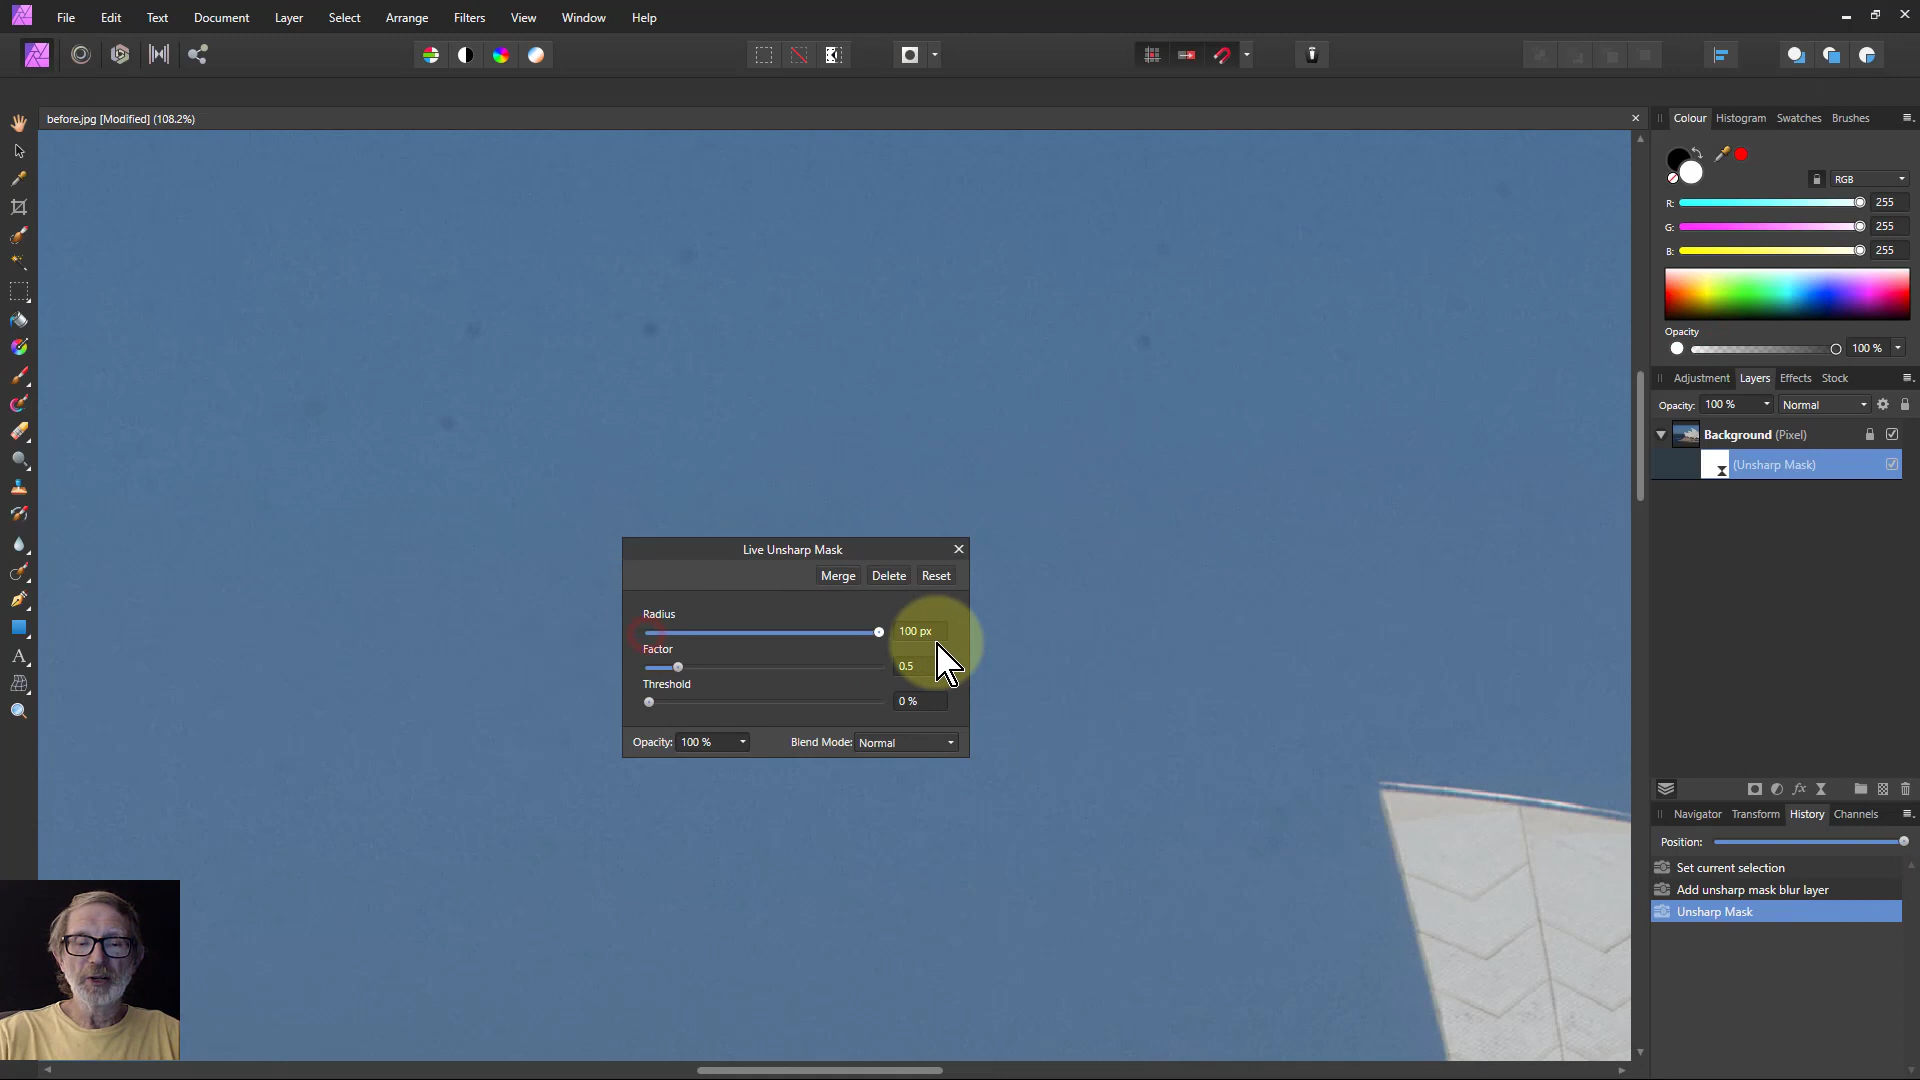 File Edit Text Document Layer Select Arrange Filters View Window Help
before.jpg [Modified] (108.2%)
Colour Histogram Swatches Brushes
RGB
R: 255
G: 255
B: 255
Opacity
100 %
Adjustment Layers Effects Stock
Opacity: 100 % Normal
Background (Pixel)
(Unsharp Mask)
Live Unsharp Mask
Merge Delete Reset
Radius
100 px
Factor
0.5
Threshold
0 %
Opacity: 100 % Blend Mode: Normal
fx
Navigator Transform History Channels
Position:
Set current selection
Add unsharp mask blur layer
Unsharp Mask